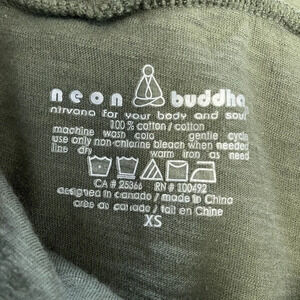 neon buddha
nirvana for your body and soul
100% cotton / cotton
machine wash cold gentle cycle
use only non-chlorine bleach when needed
line dry warm iron as need
CA # 25366 RN # 100492
designed in canada / made in China
crée au canada / fait en China
XS